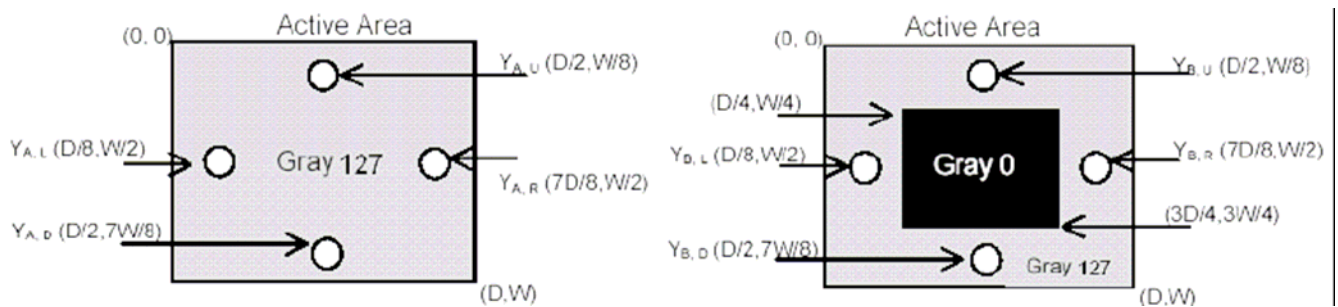 Active Area
(0, 0)
Y_A,U (D/2,W/8)
Y_A,L (D/8,W/2)
Gray 127
Y_A,R (7D/8,W/2)
Y_A,D (D/2,7W/8)
(D,W)
Active Area
(0, 0)
Y_B,U (D/2,W/8)
(D/4,W/4)
Y_D,L (D/8,W/2)
Gray 0
Y_B,R (7D/8,W/2)
(3D/4,3W/4)
Y_B,D (D/2,7W/8)
Gray 127
(D,W)